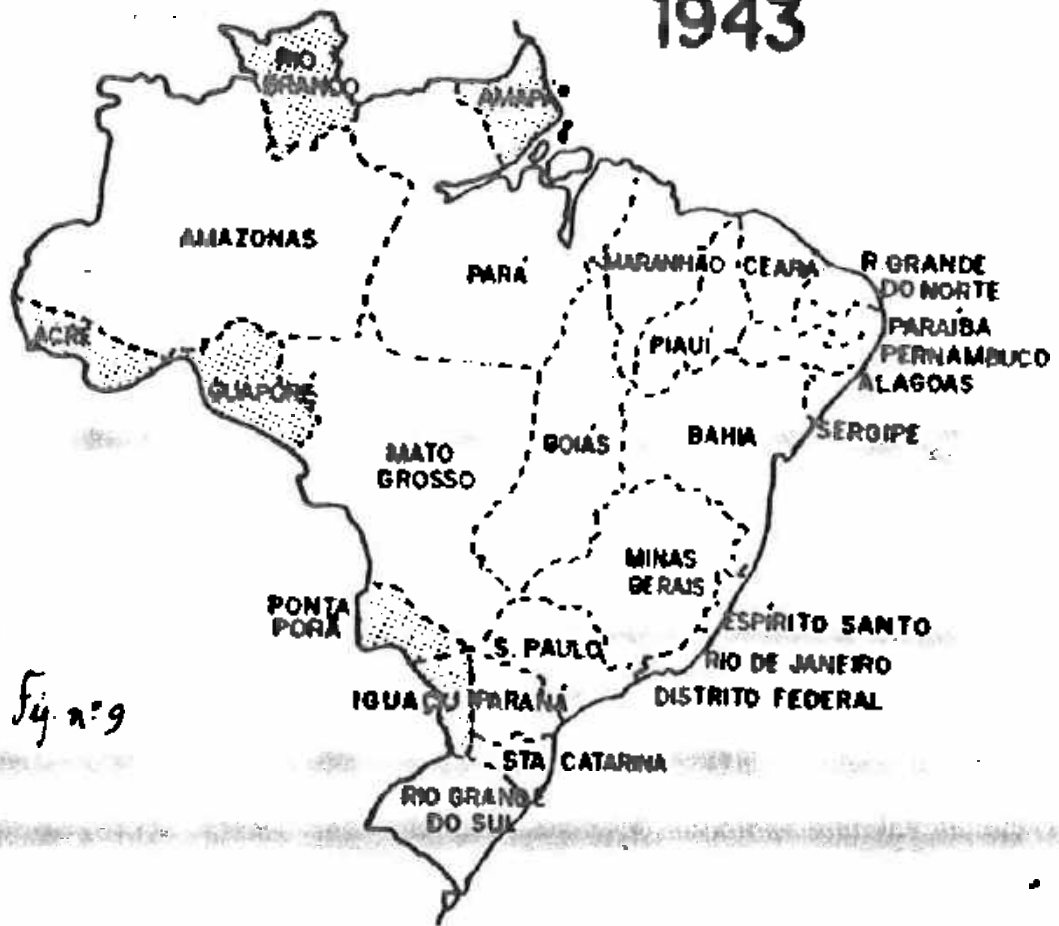 1943
RIO
BRANCO
AMAPÁ
AMAZONAS
PARÁ
MARANHÃO
CEARÁ
R. GRANDE
DO NORTE
PARAÍBA
PERNAMBUCO
ALAGOAS
SERGIPE
PIAUÍ
ACRE
GUAPORÉ
MATO
GROSSO
GOIÁS
BAHIA
MINAS
GERAIS
ESPÍRITO SANTO
RIO DE JANEIRO
DISTRITO FEDERAL
PONTA
PORÃ
S. PAULO
IGUAÇU
PARANÁ
STA CATARINA
RIO GRANDE
DO SUL
Fig. nº 9